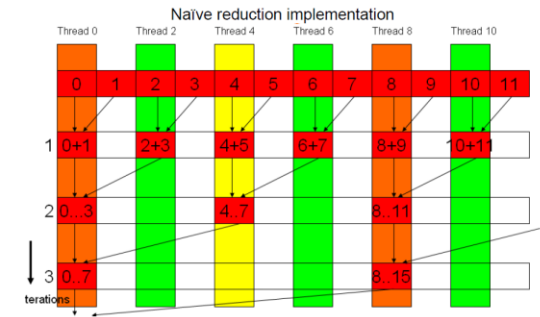 Naïve reduction implementation
Thread 0 Thread 2 Thread 4 Thread 6 Thread 8 Thread 10
0 1 2 3 4 5 6 7 8 9 10 11
1 0+1 2+3 4+5 6+7 8+9 10+11
2 0...3 4..7 8..11
3 0..7 8..15
terations